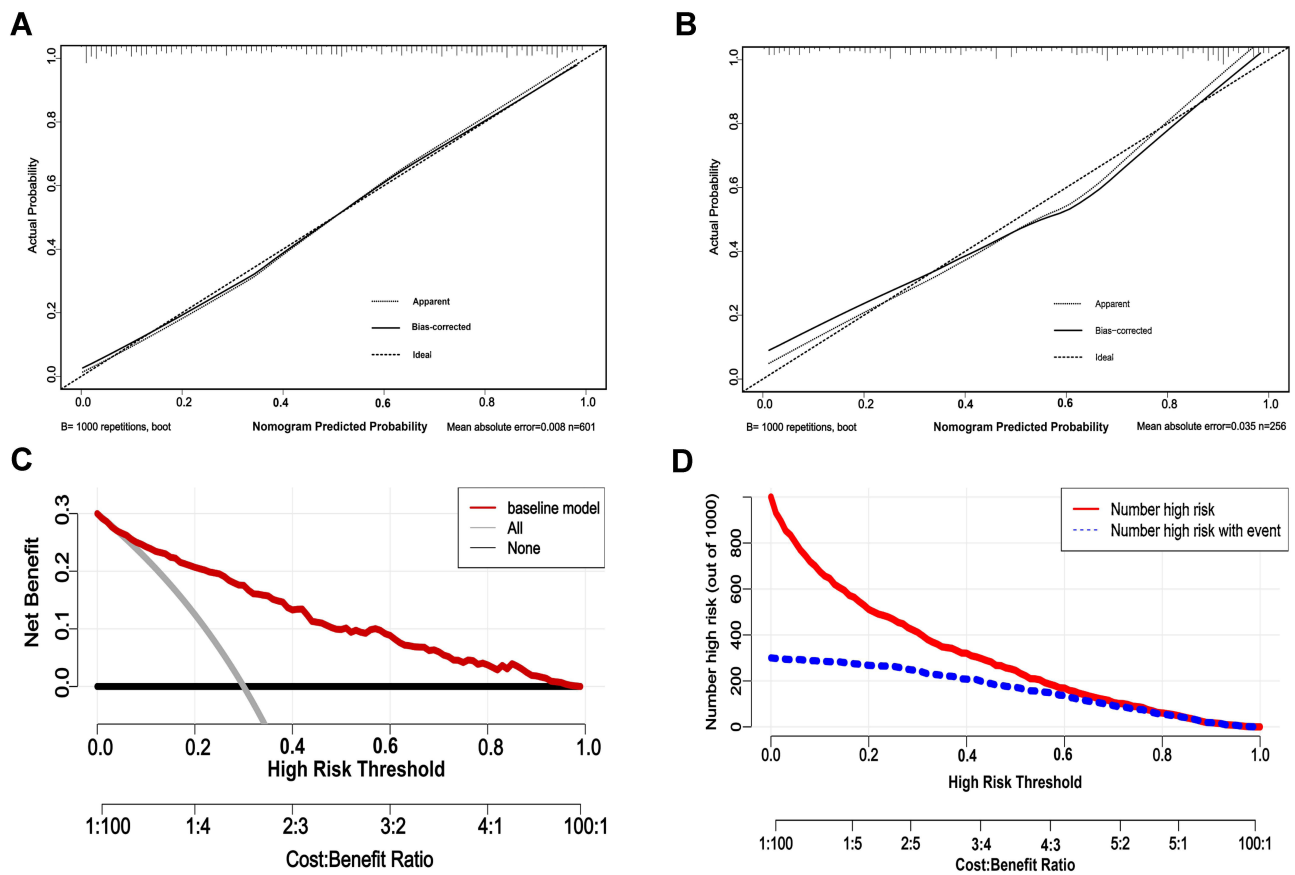 A
Actual Probability
1.0
0.8
0.6
0.4
0.2
0.0
Apparent
Bias-corrected
Ideal
0.0 0.2 0.4 0.6 0.8 1.0
B= 1000 repetitions, boot Nomogram Predicted Probability Mean absolute error=0.008 n=601
B
Actual Probability
1.0
0.8
0.6
0.4
0.2
0.0
Apparent
Bias-corrected
Ideal
0.0 0.2 0.4 0.6 0.8 1.0
B= 1000 repetitions, boot Nomogram Predicted Probability Mean absolute error=0.035 n=256
C
Net Benefit
0.3
0.2
0.1
0.0
baseline model
All
None
0.0 0.2 0.4 0.6 0.8 1.0
High Risk Threshold
1:100 1:4 2:3 3:2 4:1 100:1
Cost:Benefit Ratio
D
Number high risk (out of 1000)
800
600
400
200
0
Number high risk
Number high risk with event
0.0 0.2 0.4 0.6 0.8 1.0
High Risk Threshold
1:100 1:5 2:5 3:4 4:3 5:2 5:1 100:1
Cost:Benefit Ratio